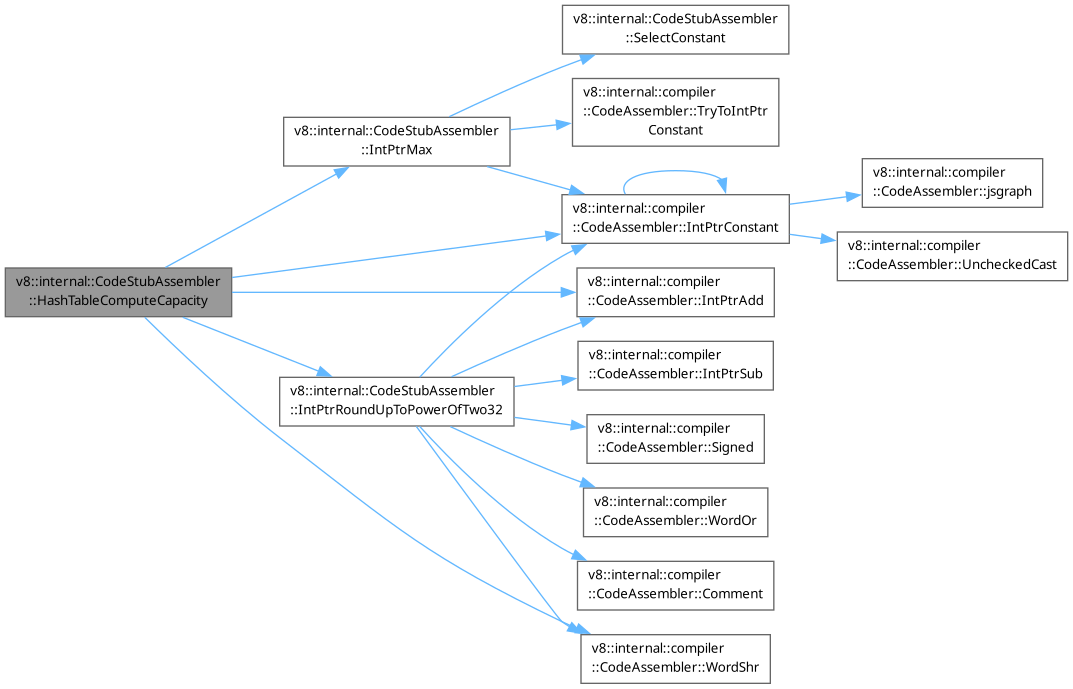 v8::internal::CodeStubAssembler
::HashTableComputeCapacity
v8::internal::CodeStubAssembler
::IntPtrMax
v8::internal::CodeStubAssembler
::SelectConstant
v8::internal::compiler
::CodeAssembler::TryToIntPtr
Constant
v8::internal::compiler
::CodeAssembler::IntPtrConstant
v8::internal::compiler
::CodeAssembler::jsgraph
v8::internal::compiler
::CodeAssembler::UncheckedCast
v8::internal::compiler
::CodeAssembler::IntPtrAdd
v8::internal::CodeStubAssembler
::IntPtrRoundUpToPowerOfTwo32
v8::internal::compiler
::CodeAssembler::IntPtrSub
v8::internal::compiler
::CodeAssembler::Signed
v8::internal::compiler
::CodeAssembler::WordOr
v8::internal::compiler
::CodeAssembler::Comment
v8::internal::compiler
::CodeAssembler::WordShr